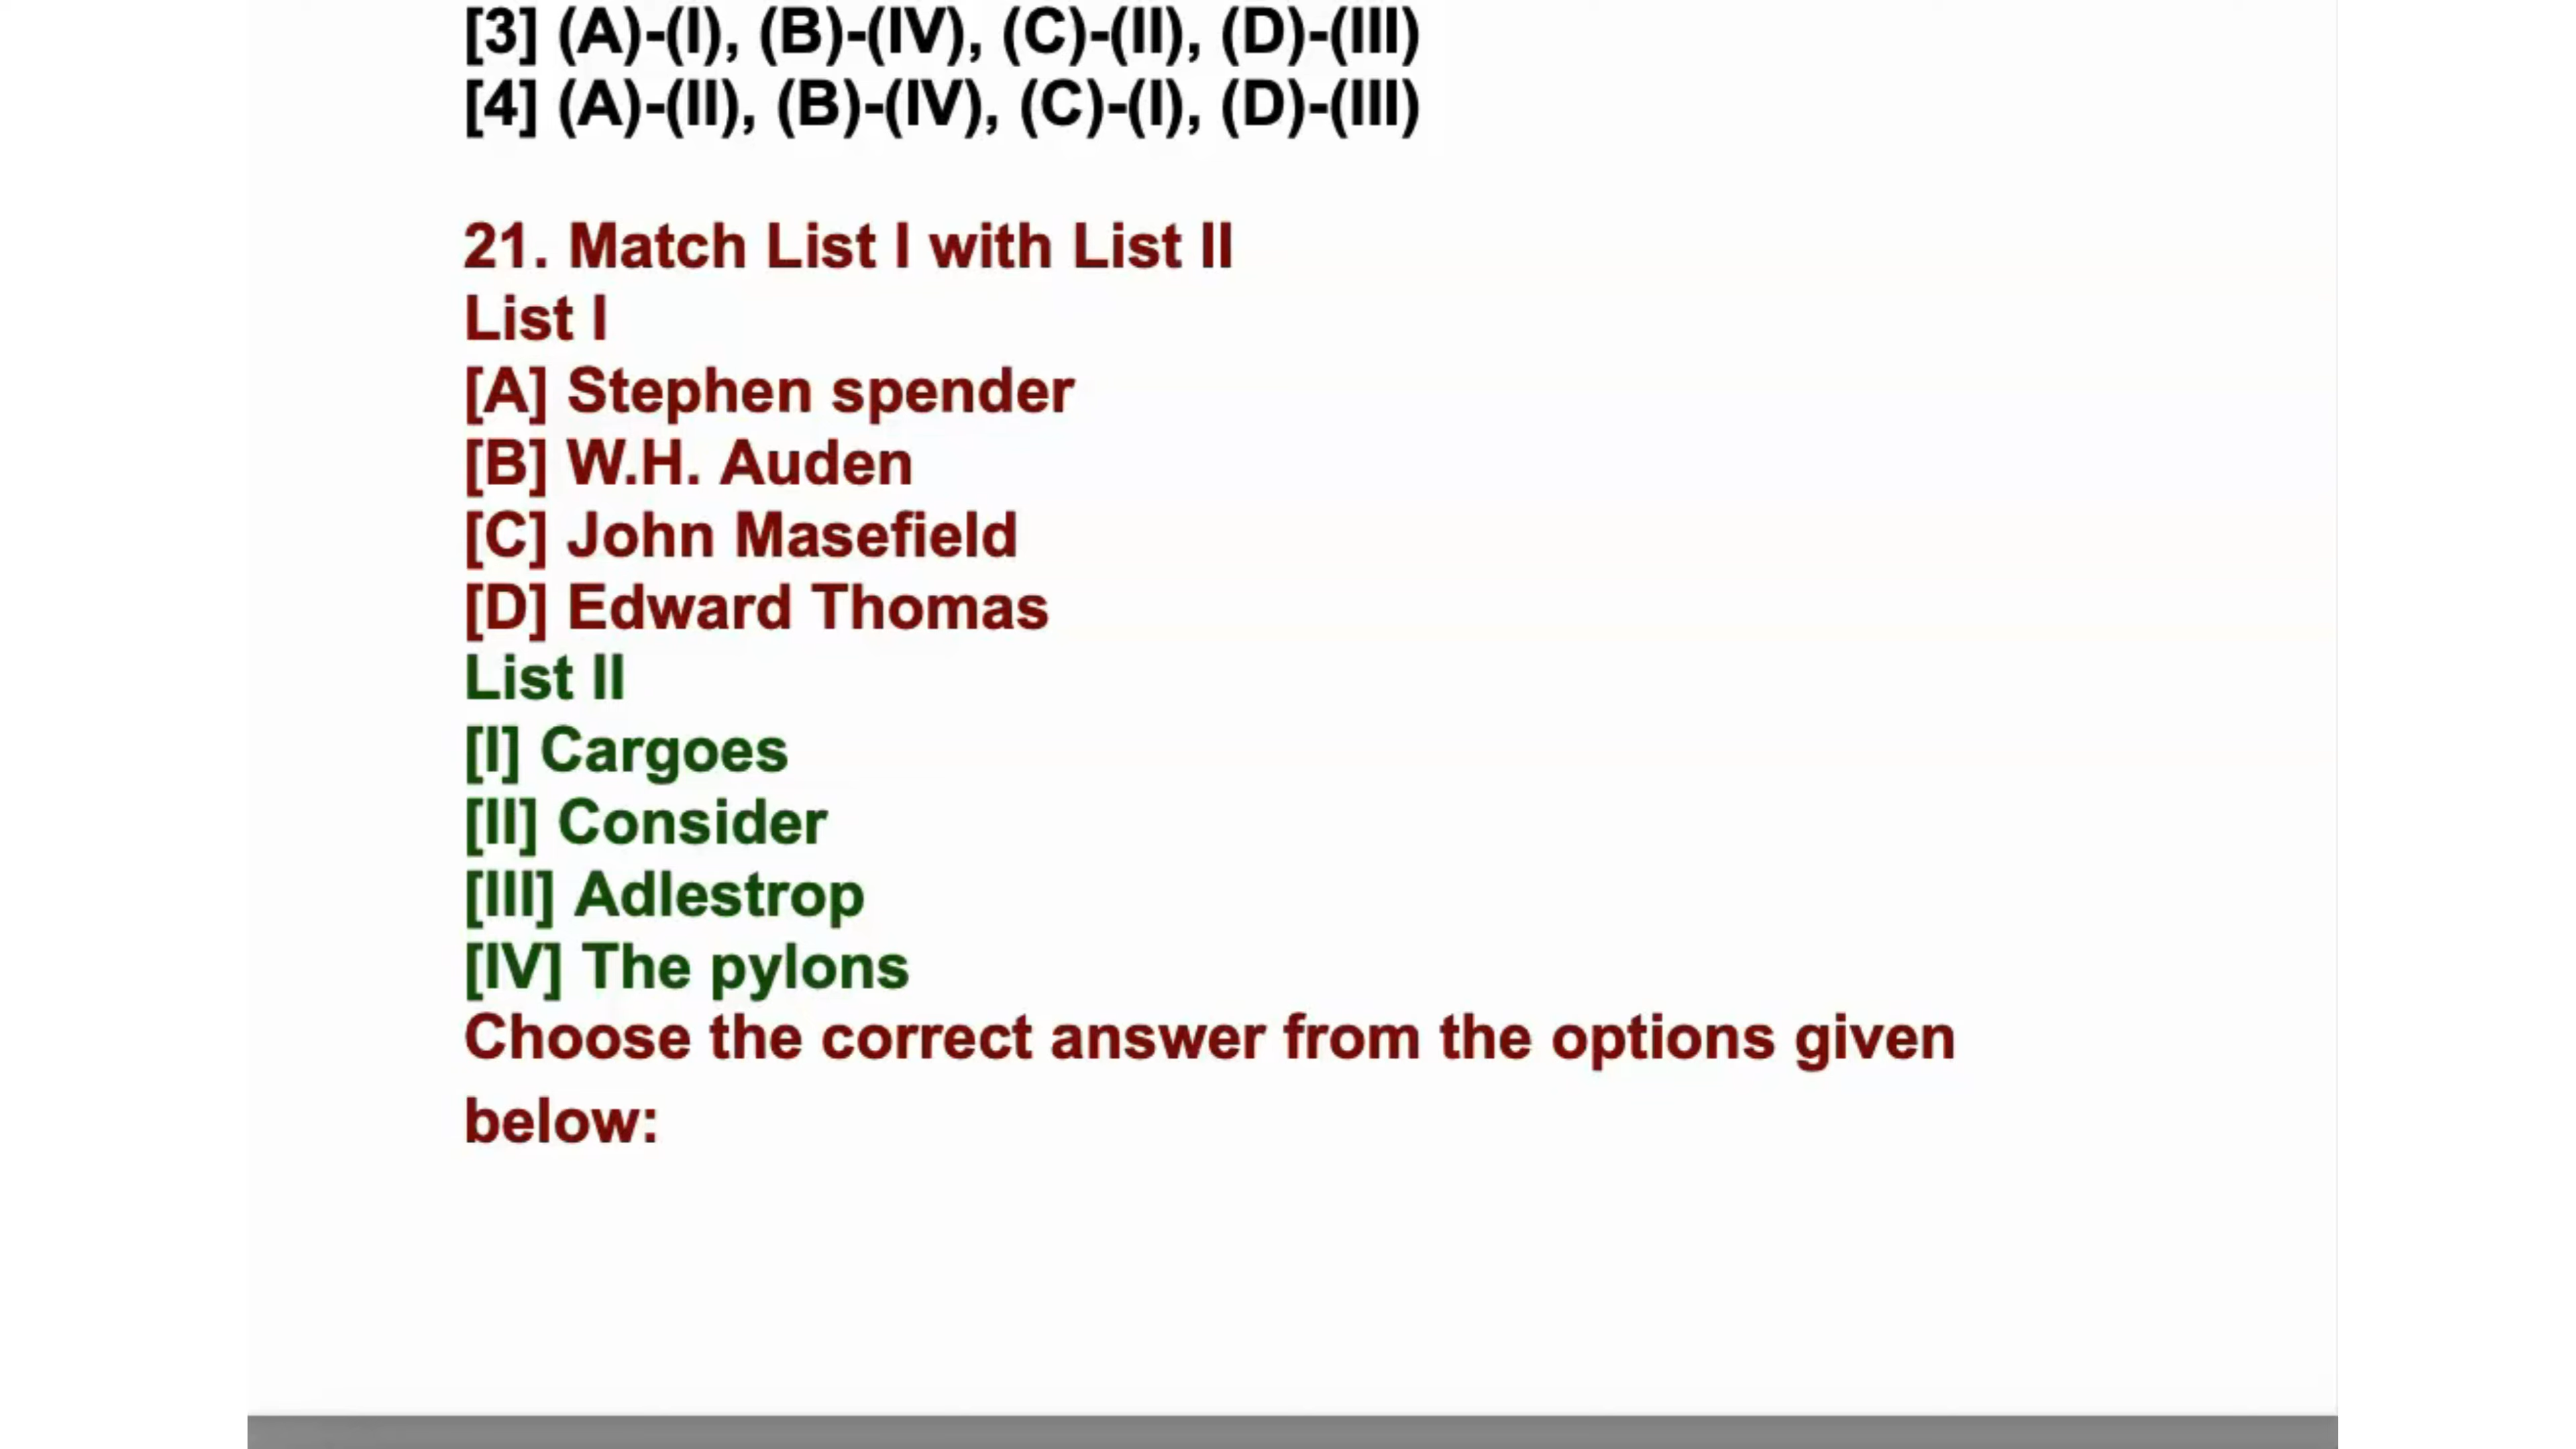 [3] (A)-(I), (B)-(IV), (C)-(II), (D)-(III)
[4] (A)-(II), (B)-(IV), (C)-(I), (D)-(III)
21. Match List I with List II
List I
[A] Stephen spender
[B] W.H. Auden
[C] John Masefield
[D] Edward Thomas
List II
[I] Cargoes
[II] Consider
[III] Adlestrop
[IV] The pylons
Choose the correct answer from the options given
below: